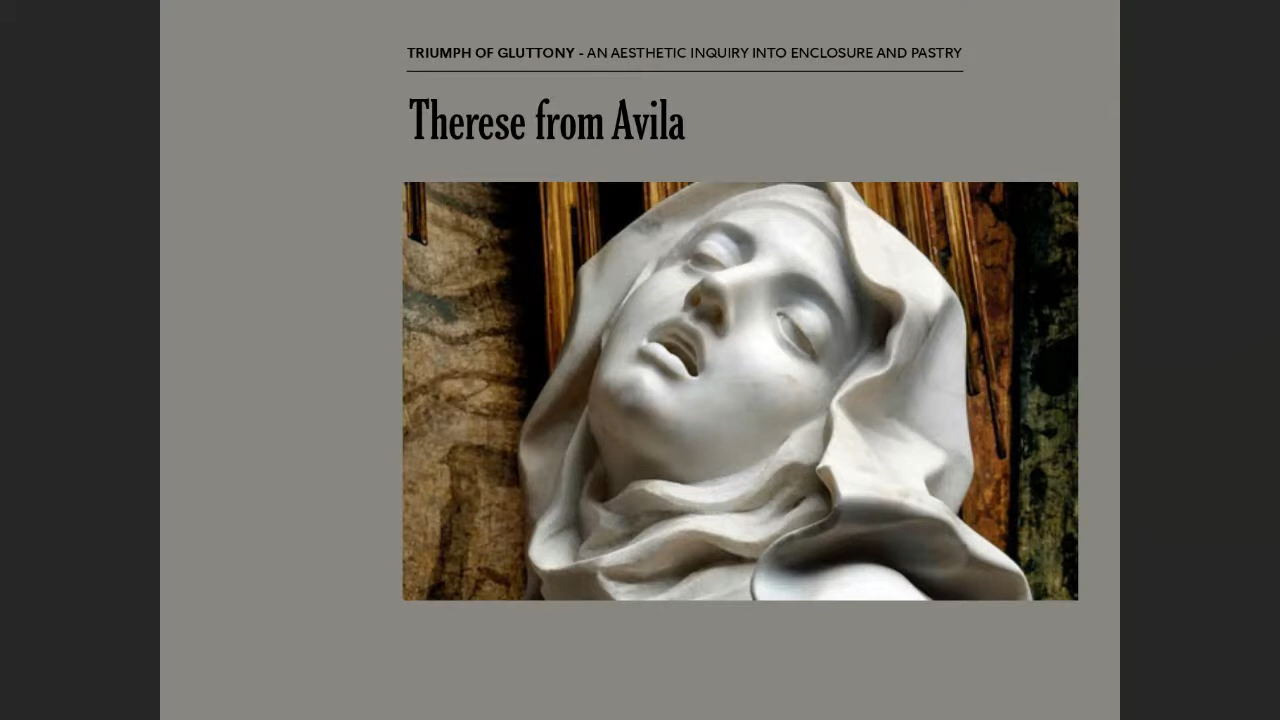 TRIUMPH OF GLUTTONY - AN AESTHETIC INQUIRY INTO ENCLOSURE AND PASTRY
Therese from Avila